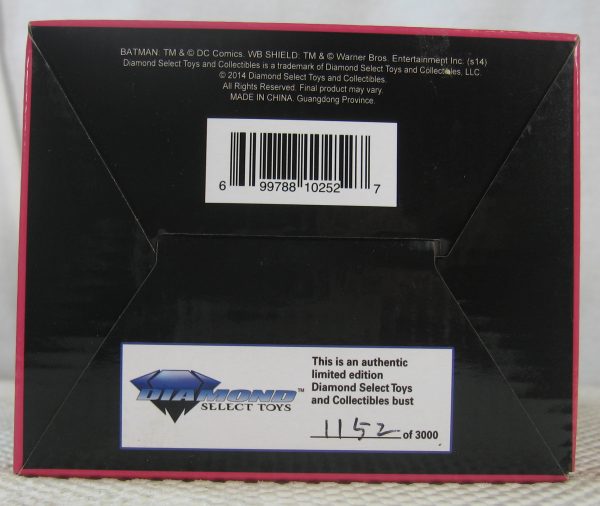 BATMAN: TM & © DC Comics. WB SHIELD: TM & © Warner Bros. Entertainment Inc. (s14)
Diamond Select Toys and Collectibles is a trademark of Diamond Select Toys and Collectibles, LLC.
© 2014 Diamond Select Toys and Collectibles.
All Rights Reserved. Final product may vary.
MADE IN CHINA. Guangdong Province.
6 99788 10252 7
DIAMOND™
SELECT TOYS
This is an authentic
limited edition
Diamond Select Toys
and Collectibles bust
1152 of 3000